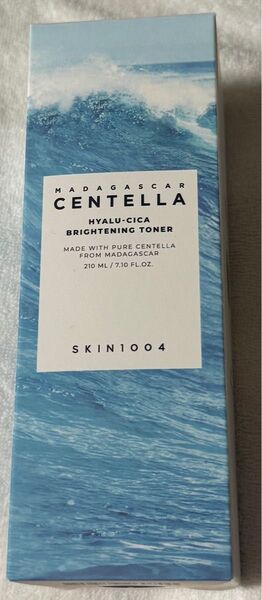 MADAGASCAR
CENTELLA
HYALU-CICA
BRIGHTENING TONER
MADE WITH PURE CENTELLA
FROM MADAGASCAR
210 ML / 7.10 FL.OZ.
SKIN1004